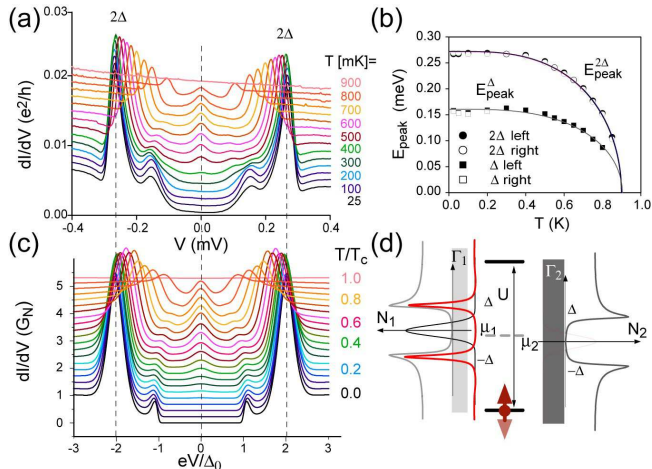 (a)
2Δ
2Δ
T [mK]=
900
800
700
600
500
400
300
200
100
25
0.03
0.02
0.01
0.00
dI/dV (e²/h)
-0.4
-0.2
0.0
0.2
0.4
V (mV)
(b)
0.30
0.25
0.20
0.15
0.10
0.05
0.00
E_peak (meV)
E^2Δ_peak
E^Δ_peak
2Δ left
2Δ right
Δ left
Δ right
0.0
0.2
0.4
0.6
0.8
1.0
T (K)
(c)
T/Tc
1.0
0.8
0.6
0.4
0.2
0.0
5
4
3
2
1
0
dI/dV (G_N)
-3
-2
-1
0
1
2
3
eV/Δ₀
(d)
Γ₁
Γ₂
Δ
U
Δ
N₁
μ₁
μ₂
N₂
-Δ
-Δ